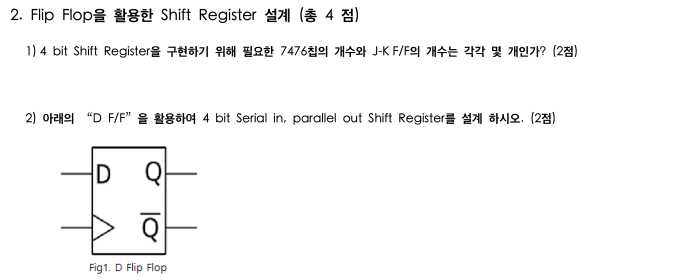 2. Flip Flop을 활용한 Shift Register 설계 (총 4 점)
1) 4 bit Shift Register을 구현하기 위해 필요한 7476칩의 개수와 J-K F/F의 개수는 각각 몇 개인가? (2점)
2) 아래의 “D F/F” 을 활용하여 4 bit Serial in, parallel out Shift Register를 설계 하시오. (2점)
D Q
Q̅
Fig1. D Flip Flop